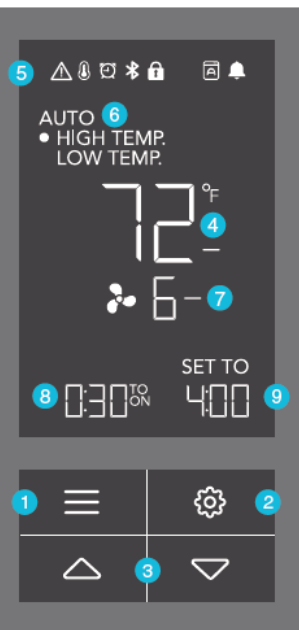 5
A
AUTO 6
HIGH TEMP.
LOW TEMP.
72 °F
4
6 7
SET TO
8 0:30 TO ON 4:00 9
1 2
3